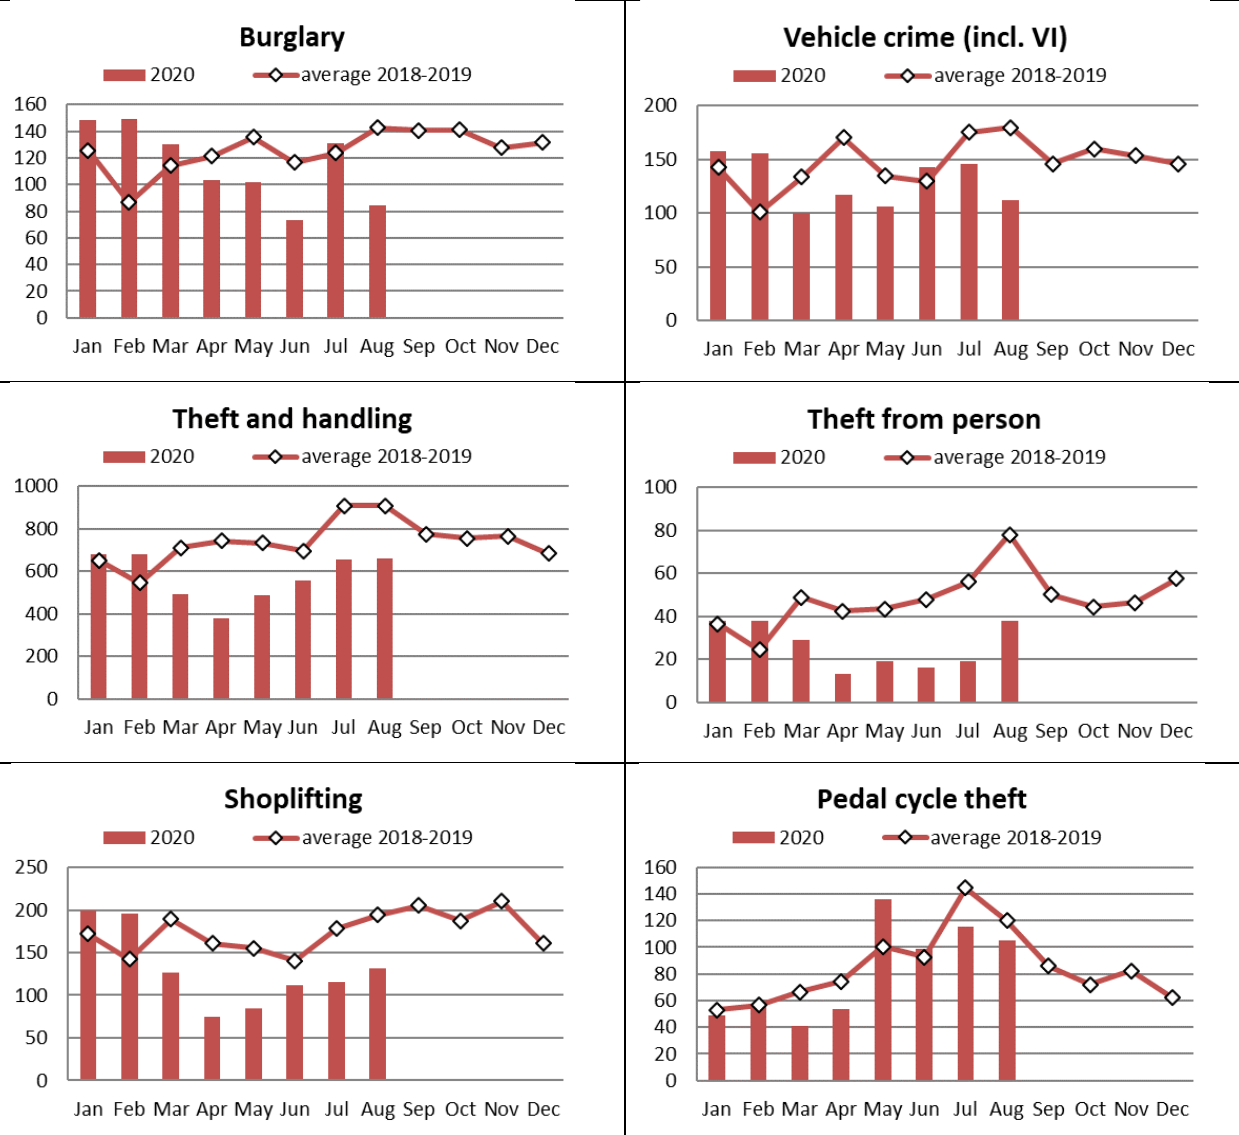 Burglary
2020 average 2018-2019
160
140
120
100
80
60
40
20
0
Jan Feb Mar Apr May Jun Jul Aug Sep Oct Nov Dec
Vehicle crime (incl. VI)
2020 average 2018-2019
200
150
100
50
0
Jan Feb Mar Apr May Jun Jul Aug Sep Oct Nov Dec
Theft and handling
2020 average 2018-2019
1000
800
600
400
200
0
Jan Feb Mar Apr May Jun Jul Aug Sep Oct Nov Dec
Theft from person
2020 average 2018-2019
100
80
60
40
20
0
Jan Feb Mar Apr May Jun Jul Aug Sep Oct Nov Dec
Shoplifting
2020 average 2018-2019
250
200
150
100
50
0
Jan Feb Mar Apr May Jun Jul Aug Sep Oct Nov Dec
Pedal cycle theft
2020 average 2018-2019
160
140
120
100
80
60
40
20
0
Jan Feb Mar Apr May Jun Jul Aug Sep Oct Nov Dec